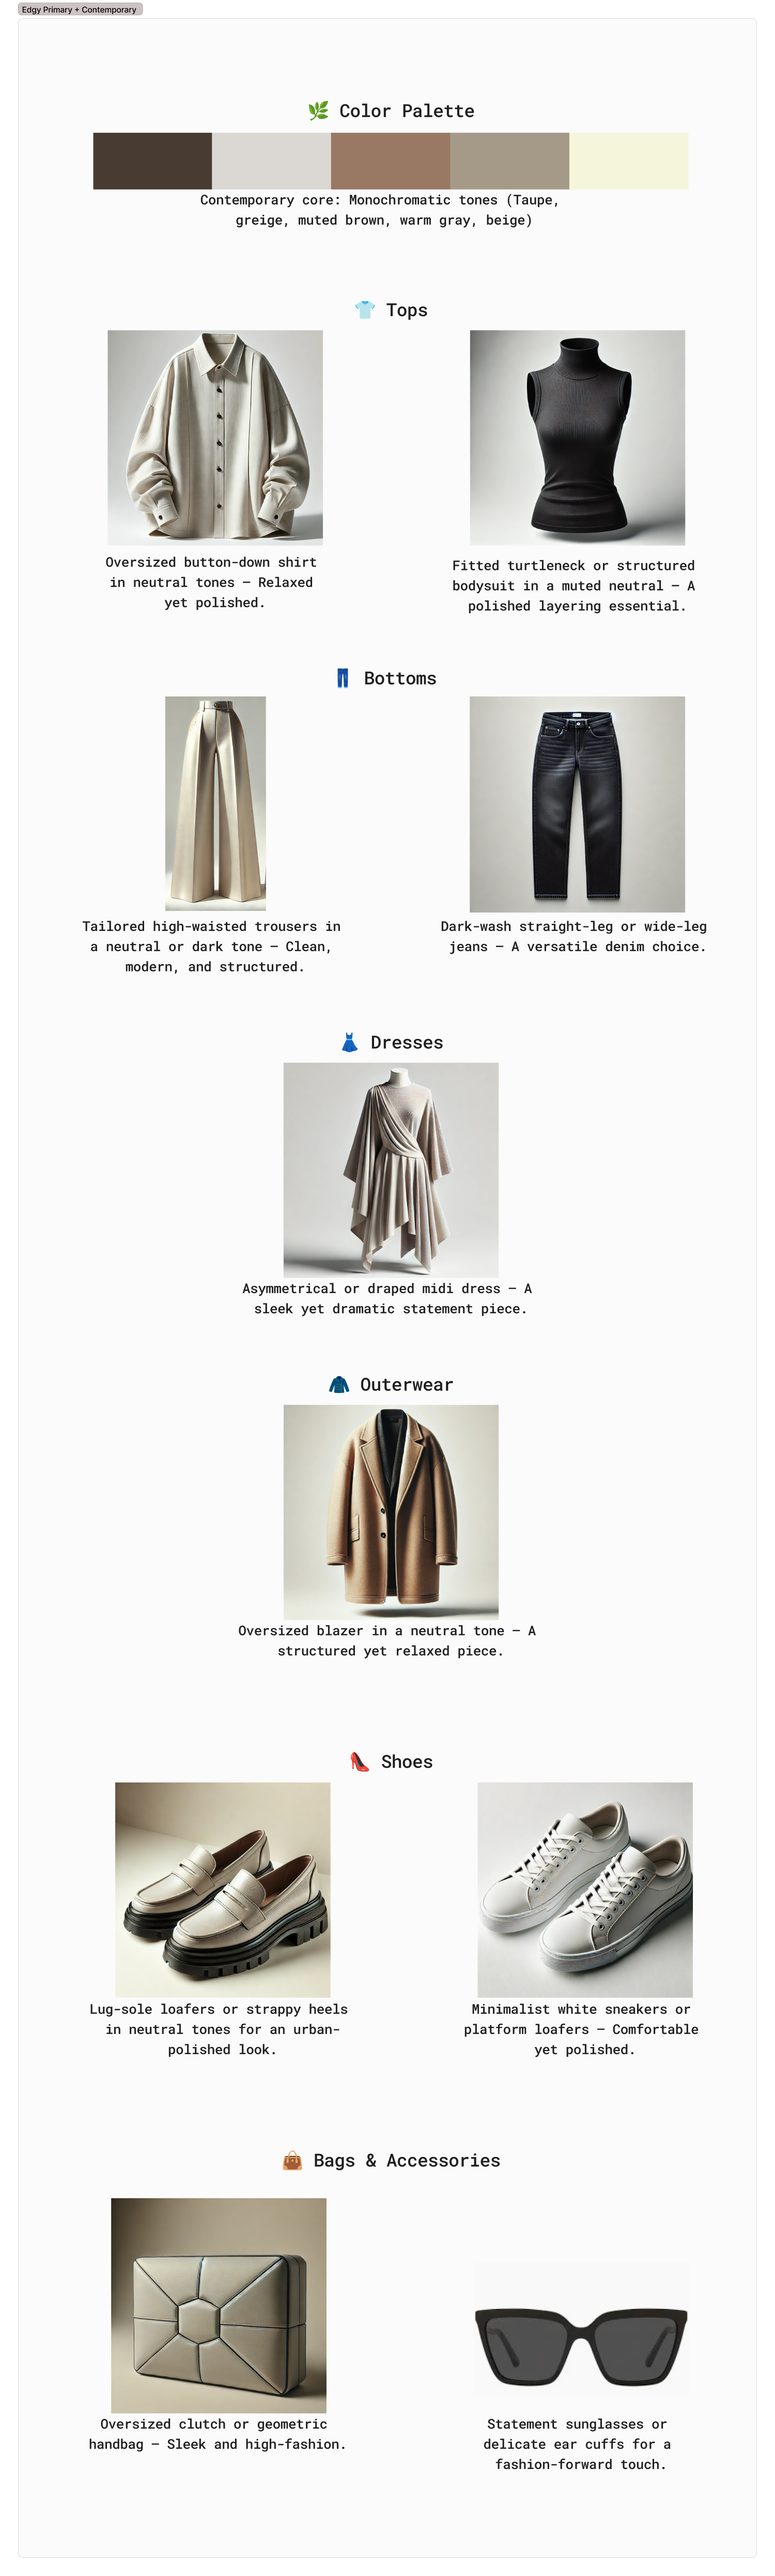 Edgy Primary + Contemporary
🌿 Color Palette
Contemporary core: Monochromatic tones (Taupe,
greige, muted brown, warm gray, beige)
👕 Tops
Oversized button-down shirt
in neutral tones – Relaxed
yet polished.
Fitted turtleneck or structured
bodysuit in a muted neutral – A
polished layering essential.
👖 Bottoms
Tailored high-waisted trousers in
a neutral or dark tone – Clean,
modern, and structured.
Dark-wash straight-leg or wide-leg
jeans – A versatile denim choice.
👗 Dresses
Asymmetrical or draped midi dress – A
sleek yet dramatic statement piece.
🧥 Outerwear
Oversized blazer in a neutral tone – A
structured yet relaxed piece.
👠 Shoes
Lug-sole loafers or strappy heels
in neutral tones for an urban-
polished look.
Minimalist white sneakers or
platform loafers – Comfortable
yet polished.
👜 Bags & Accessories
Oversized clutch or geometric
handbag – Sleek and high-fashion.
Statement sunglasses or
delicate ear cuffs for a
fashion-forward touch.